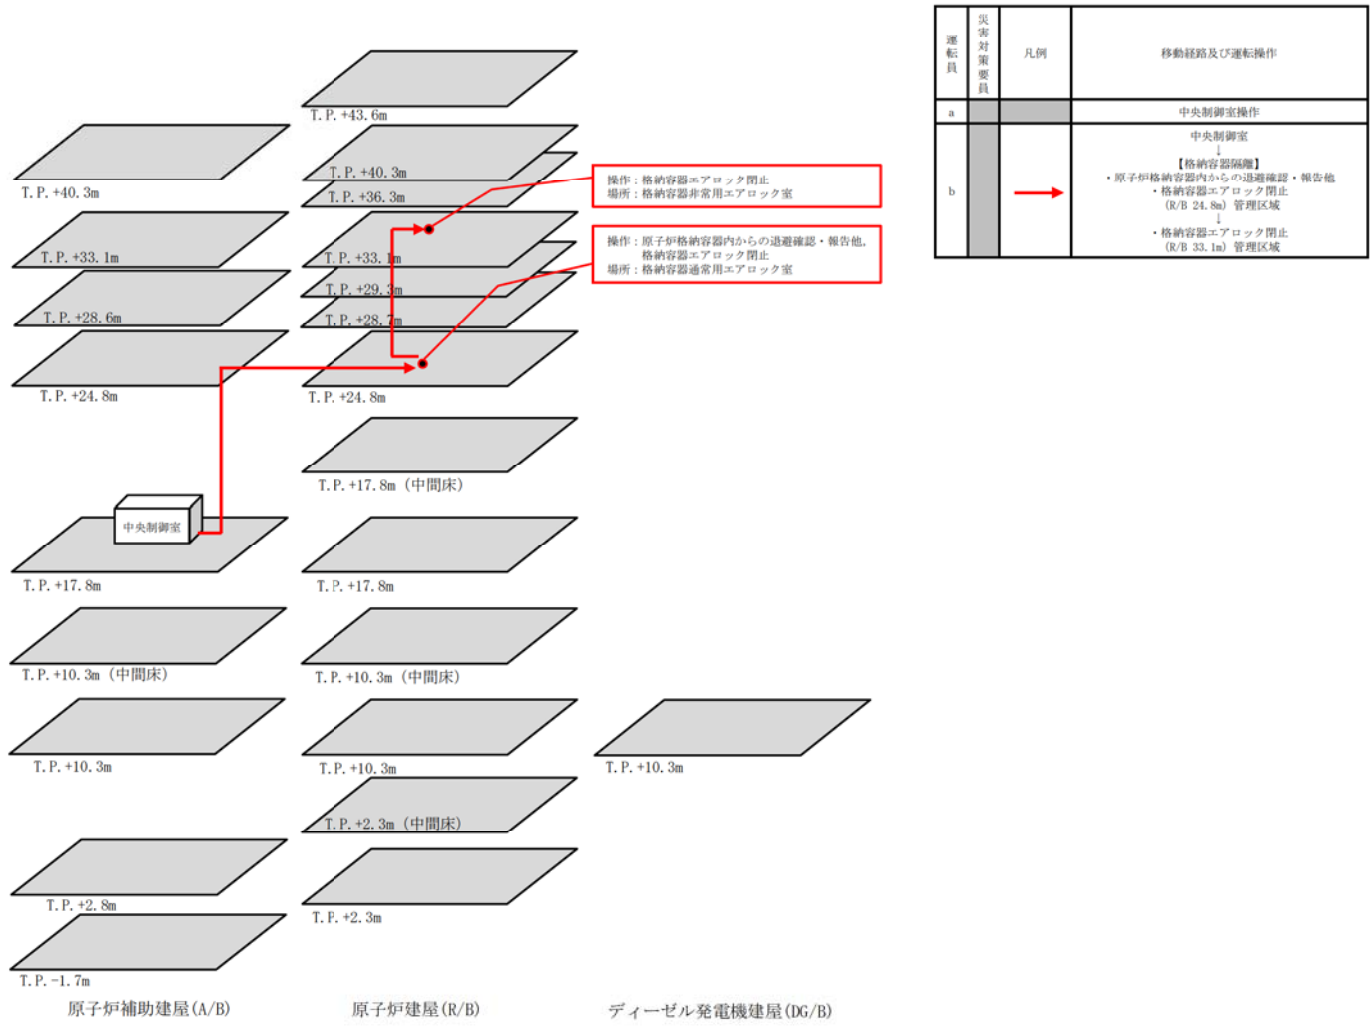 T.P.+43.6m
T.P.+40.3m
T.P.+40.3m
T.P.+36.3m
T.P.+33.1m
T.P.+33.1m
T.P.+29.3m
T.P.+28.6m
T.P.+28.7m
T.P.+24.8m
T.P.+24.8m
T.P.+17.8m（中間床）
中央制御室
T.P.+17.8m
T.P.+17.8m
T.P.+10.3m（中間床）
T.P.+10.3m（中間床）
T.P.+10.3m
T.P.+10.3m
T.P.+10.3m
T.P.+2.3m（中間床）
T.P.+2.8m
T.P.+2.3m
T.P.-1.7m
原子炉補助建屋(A/B)
原子炉建屋(R/B)
ディーゼル発電機建屋(DG/B)
操作：格納容器エアロック閉止
場所：格納容器非常用エアロック室
操作：原子炉格納容器内からの退避確認・報告他，
格納容器エアロック閉止
場所：格納容器通常用エアロック室
運転員
災害対策要員
凡例
移動経路及び運転操作
a
中央制御室操作
b
中央制御室
↓
【格納容器隔離】
・原子炉格納容器内からの退避確認・報告他
・格納容器エアロック閉止
(R/B 24.8m) 管理区域
↓
・格納容器エアロック閉止
(R/B 33.1m) 管理区域